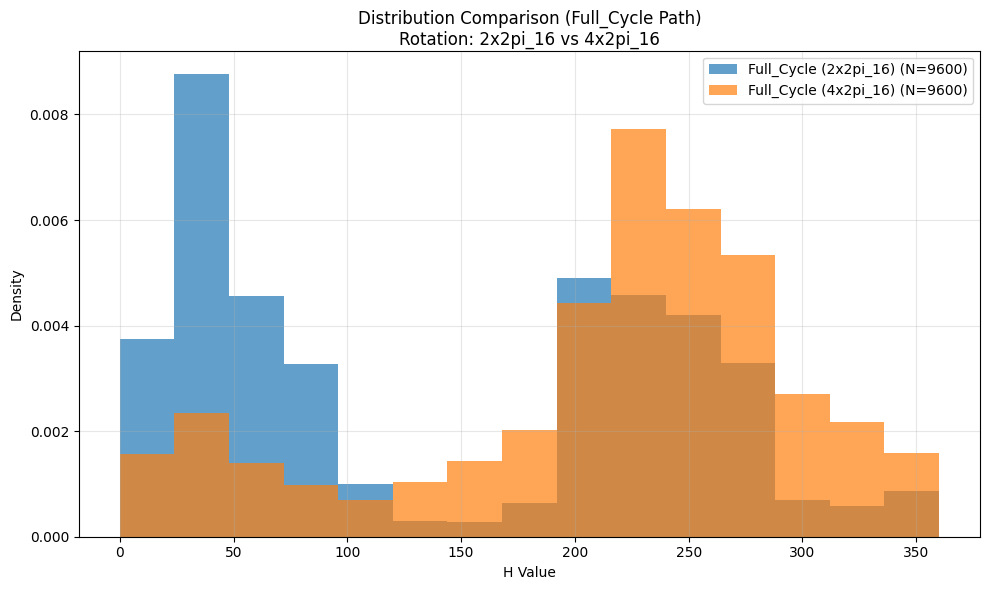 Distribution Comparison (Full_Cycle Path)
Rotation: 2x2pi_16 vs 4x2pi_16
Full_Cycle (2x2pi_16) (N=9600)
Full_Cycle (4x2pi_16) (N=9600)
Density
0.008
0.006
0.004
0.002
0.000
0 50 100 150 200 250 300 350
H Value